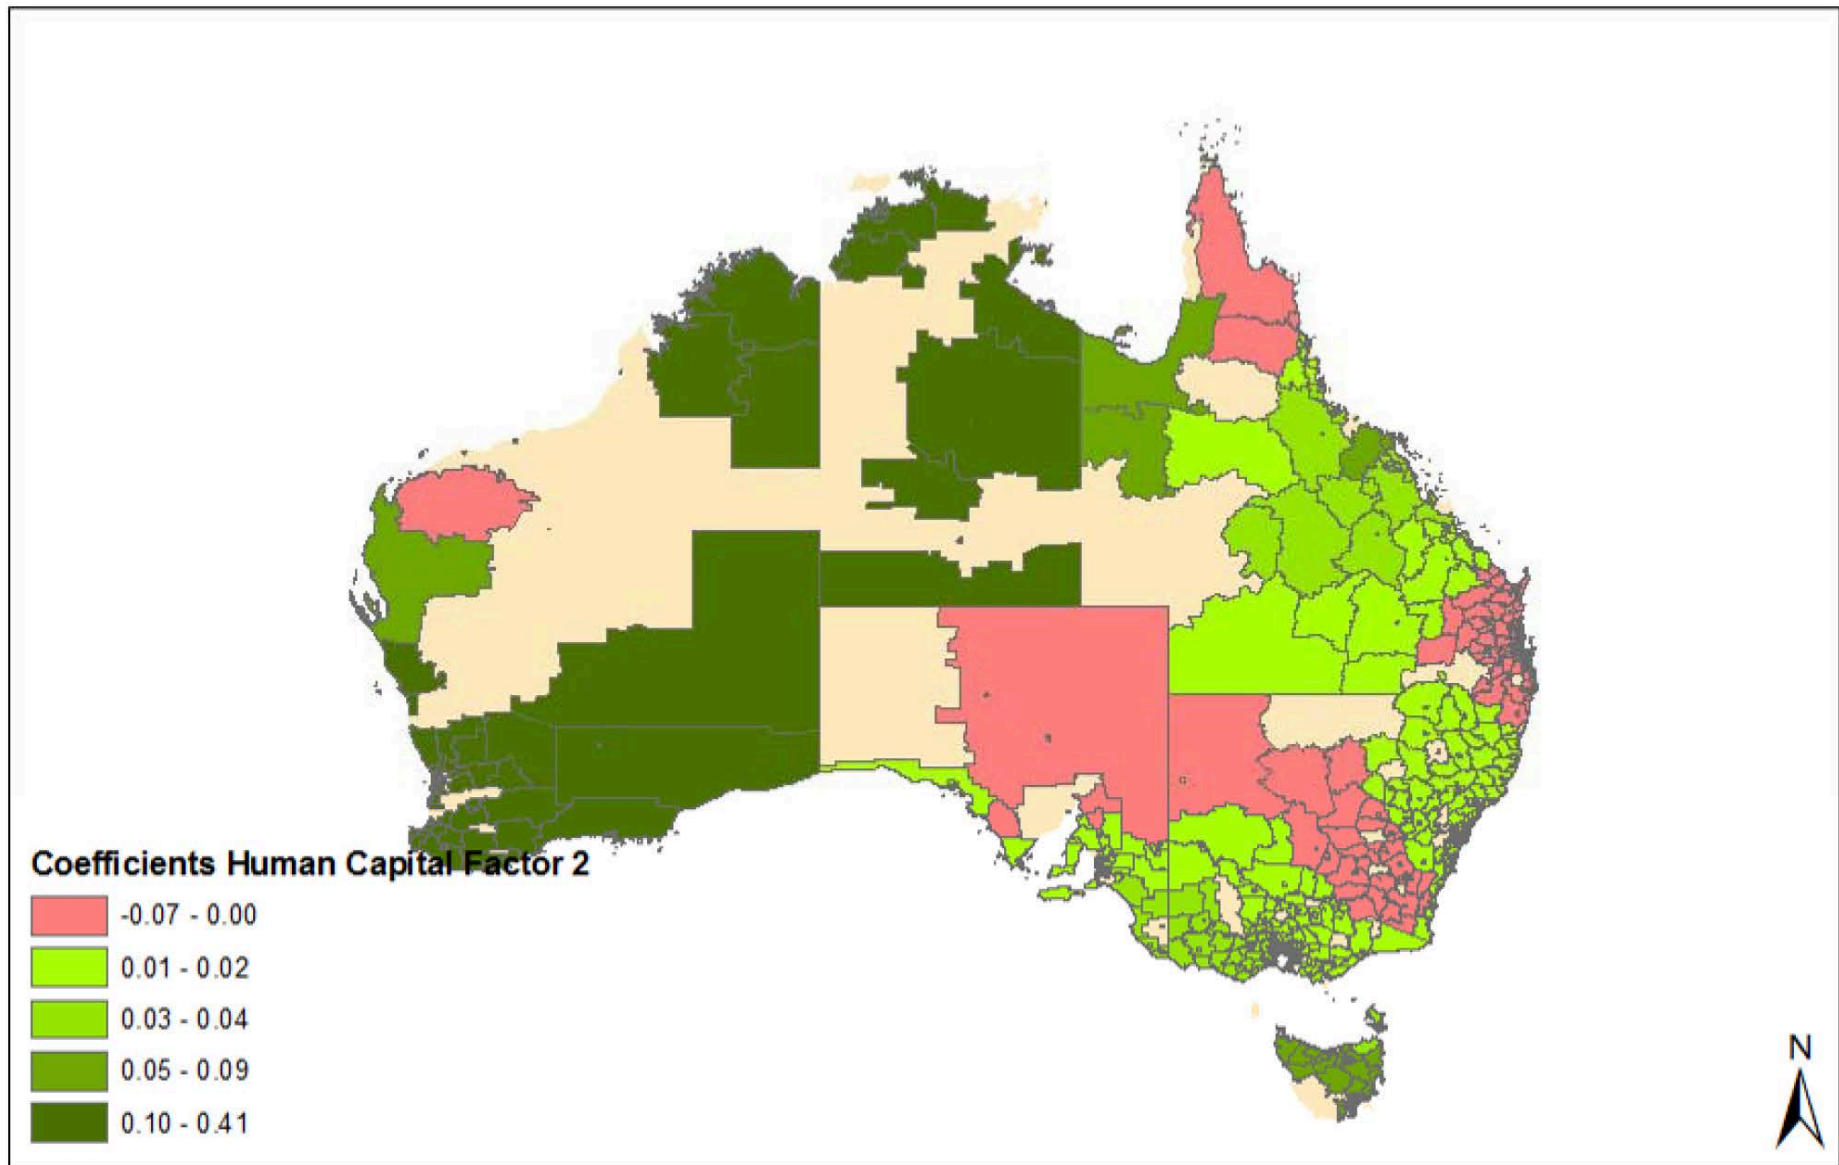 Coefficients Human Capital Factor 2
-0.07 - 0.00
0.01 - 0.02
0.03 - 0.04
0.05 - 0.09
0.10 - 0.41
N